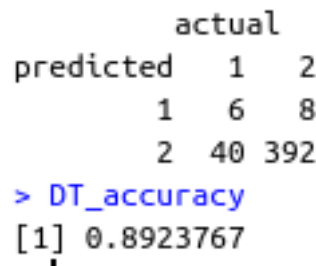 actual
predicted 1 2
1 6 8
2 40 392
> DT_accuracy
[1] 0.8923767